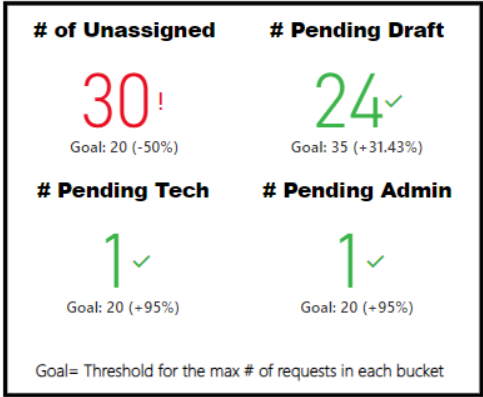 # of Unassigned
# Pending Draft
30!
24
Goal: 20 (-50%)
Goal: 35 (+31.43%)
# Pending Tech
# Pending Admin
1
1
Goal: 20 (+95%)
Goal: 20 (+95%)
Goal= Threshold for the max # of requests in each bucket